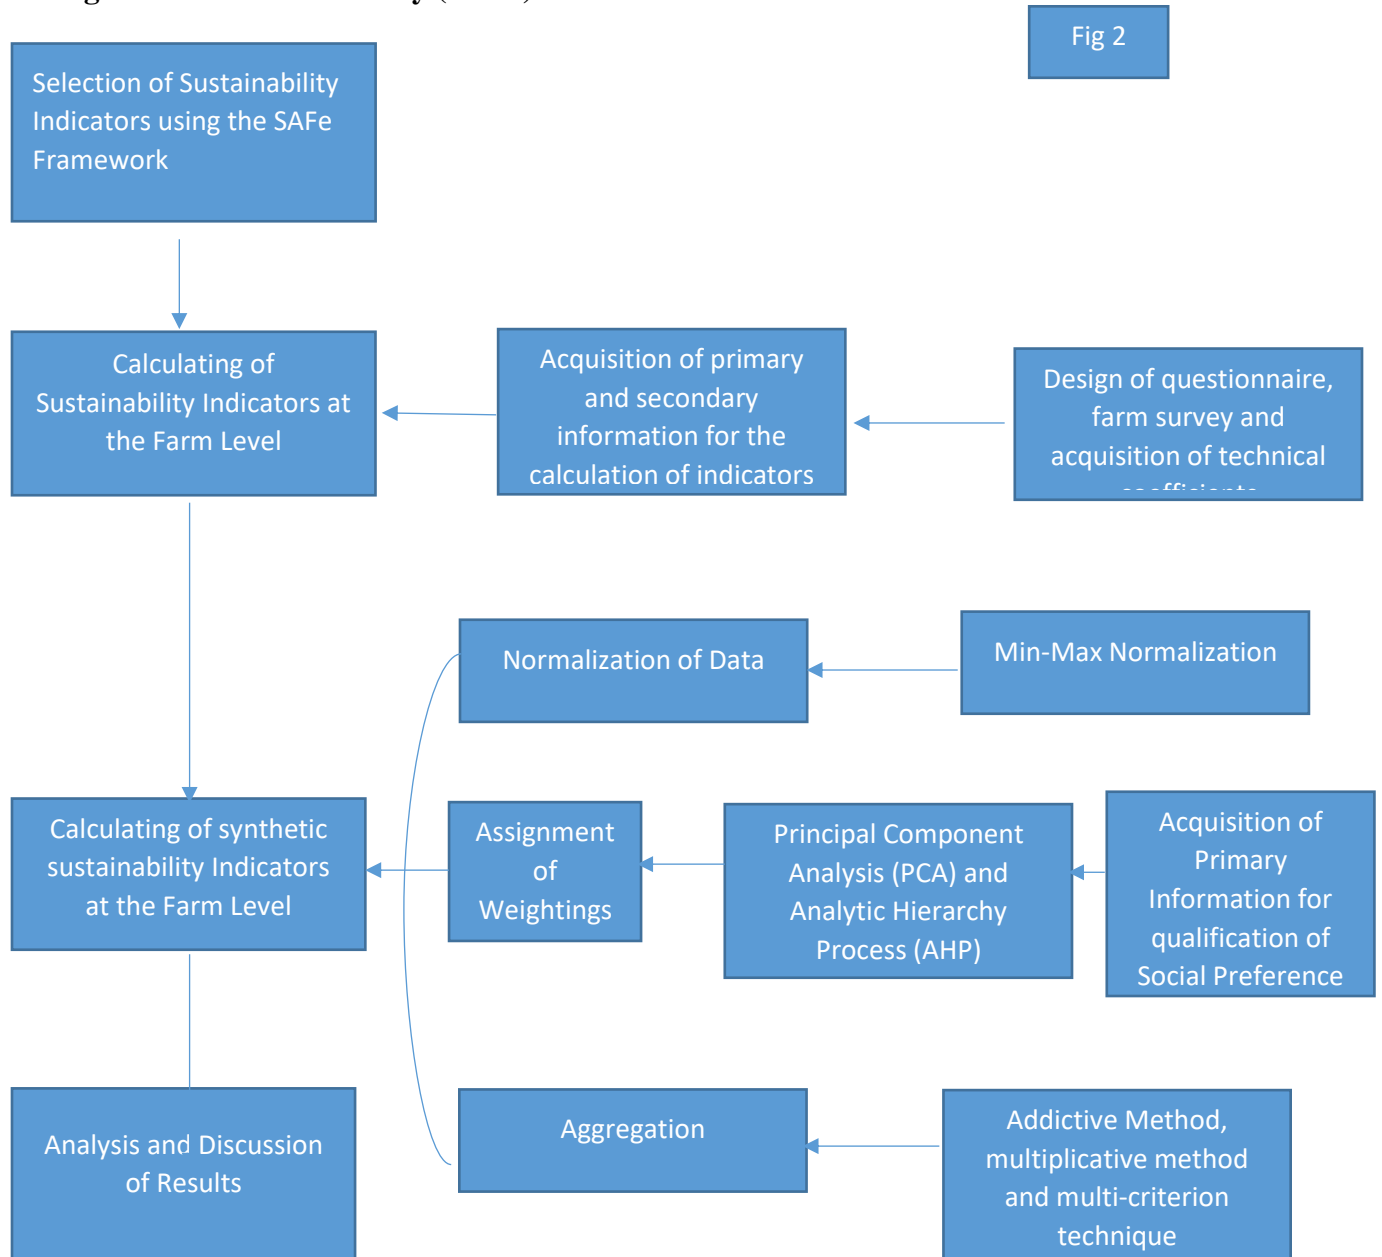 Fig 2
Selection of Sustainability
Indicators using the SAFe
Framework
Calculating of
Sustainability Indicators at
the Farm Level
Acquisition of primary
and secondary
information for the
calculation of indicators
Design of questionnaire,
farm survey and
acquisition of technical
Normalization of Data
Min-Max Normalization
Calculating of synthetic
sustainability Indicators
at the Farm Level
Assignment
of
Weightings
Principal Component
Analysis (PCA) and
Analytic Hierarchy
Process (AHP)
Acquisition of
Primary
Information for
qualification of
Social Preference
Analysis and Discussion
of Results
Aggregation
Addictive Method,
multiplicative method
and multi-criterion
technique